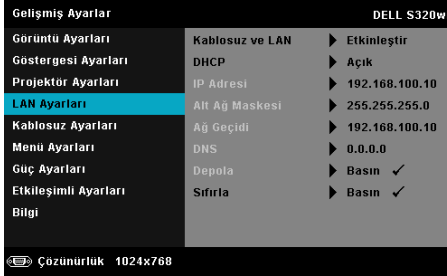 Gelişmiş Ayarlar DELL S320w
Görüntü Ayarları
Göstergesi Ayarları
Projektör Ayarları
LAN Ayarları
Kablosuz Ayarları
Menü Ayarları
Güç Ayarları
Etkileşimli Ayarları
Bilgi
Kablosuz ve LAN Etkinleştir
DHCP Açık
IP Adresi 192.168.100.10
Alt Ağ Maskesi 255.255.255.0
Ağ Geçidi 192.168.100.10
DNS 0.0.0.0
Depola Basın ✓
Sıfırla Basın ✓
Çözünürlük 1024x768